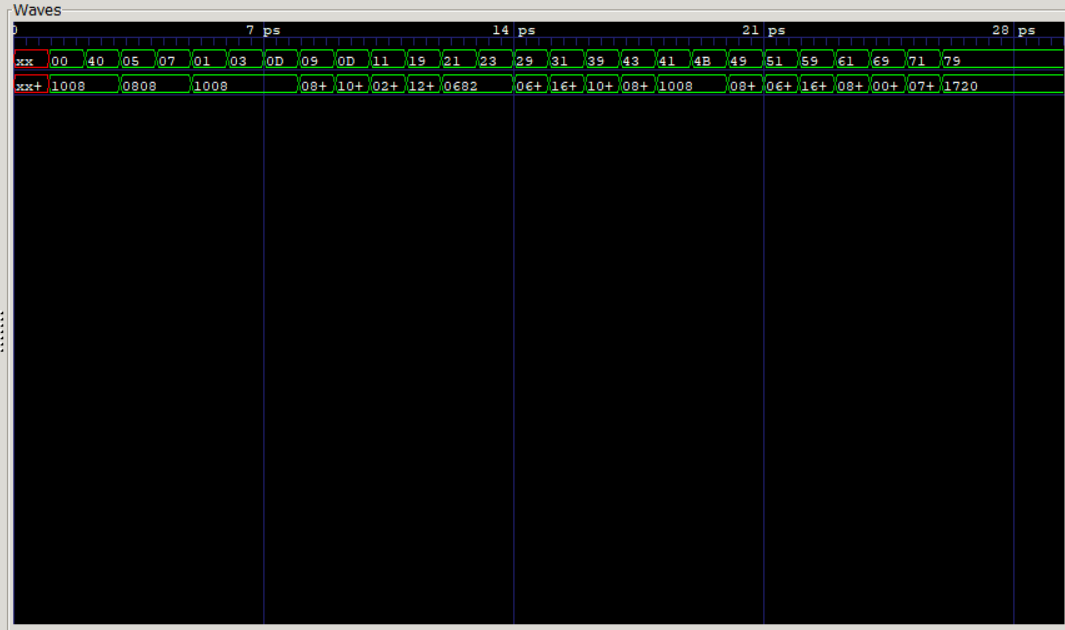 Waves
0 7 ps 14 ps 21 ps 28 ps
xx 00 40 05 07 01 03 0D 09 0D 11 19 21 23 29 31 39 43 41 4B 49 51 59 61 69 71 79
xx+ 1008 0808 1008 08+ 10+ 02+ 12+ 0682 06+ 16+ 10+ 08+ 1008 08+ 06+ 16+ 08+ 00+ 07+ 1720